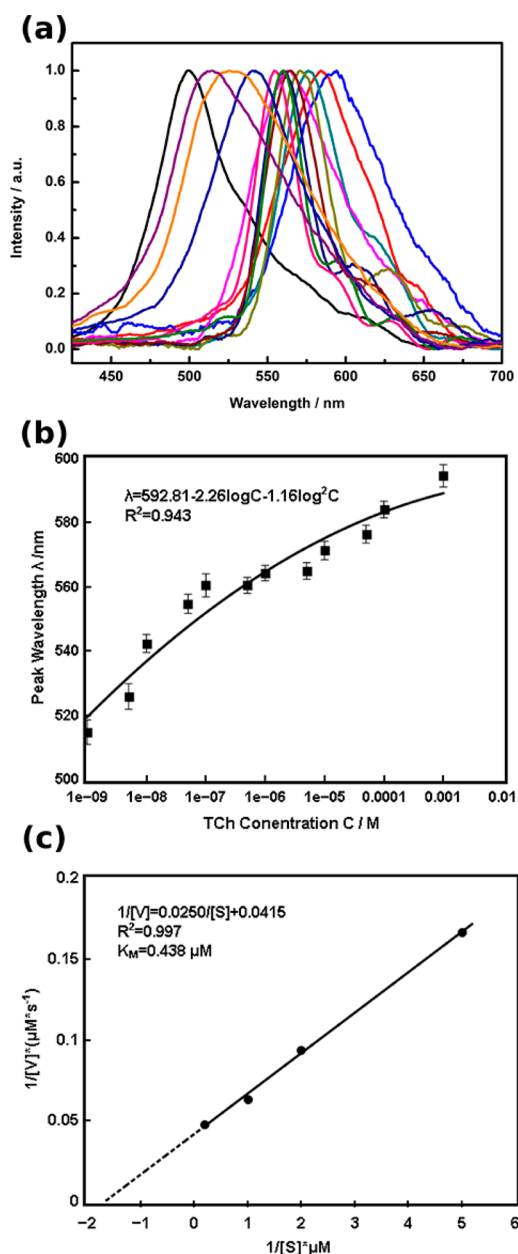 (a)
1.0
0.8
0.6
0.4
0.2
0.0
Intensity / a.u.
450 500 550 600 650 700
Wavelength / nm
(b)
600
580
560
540
520
500
Peak Wavelength λ /nm
λ=592.81-2.26logC-1.16log²C
R²=0.943
1e−09 1e−08 1e−07 1e−06 1e−05 0.0001 0.001 0.01
TCh Conentration C / M
(c)
0.2
0.15
0.1
0.05
0
1/[V]*(μM*s⁻¹)
1/[V]=0.0250/[S]+0.0415
R²=0.997
K_M=0.438 μM
−2 −1 0 1 2 3 4 5 6
1/[S]*μM